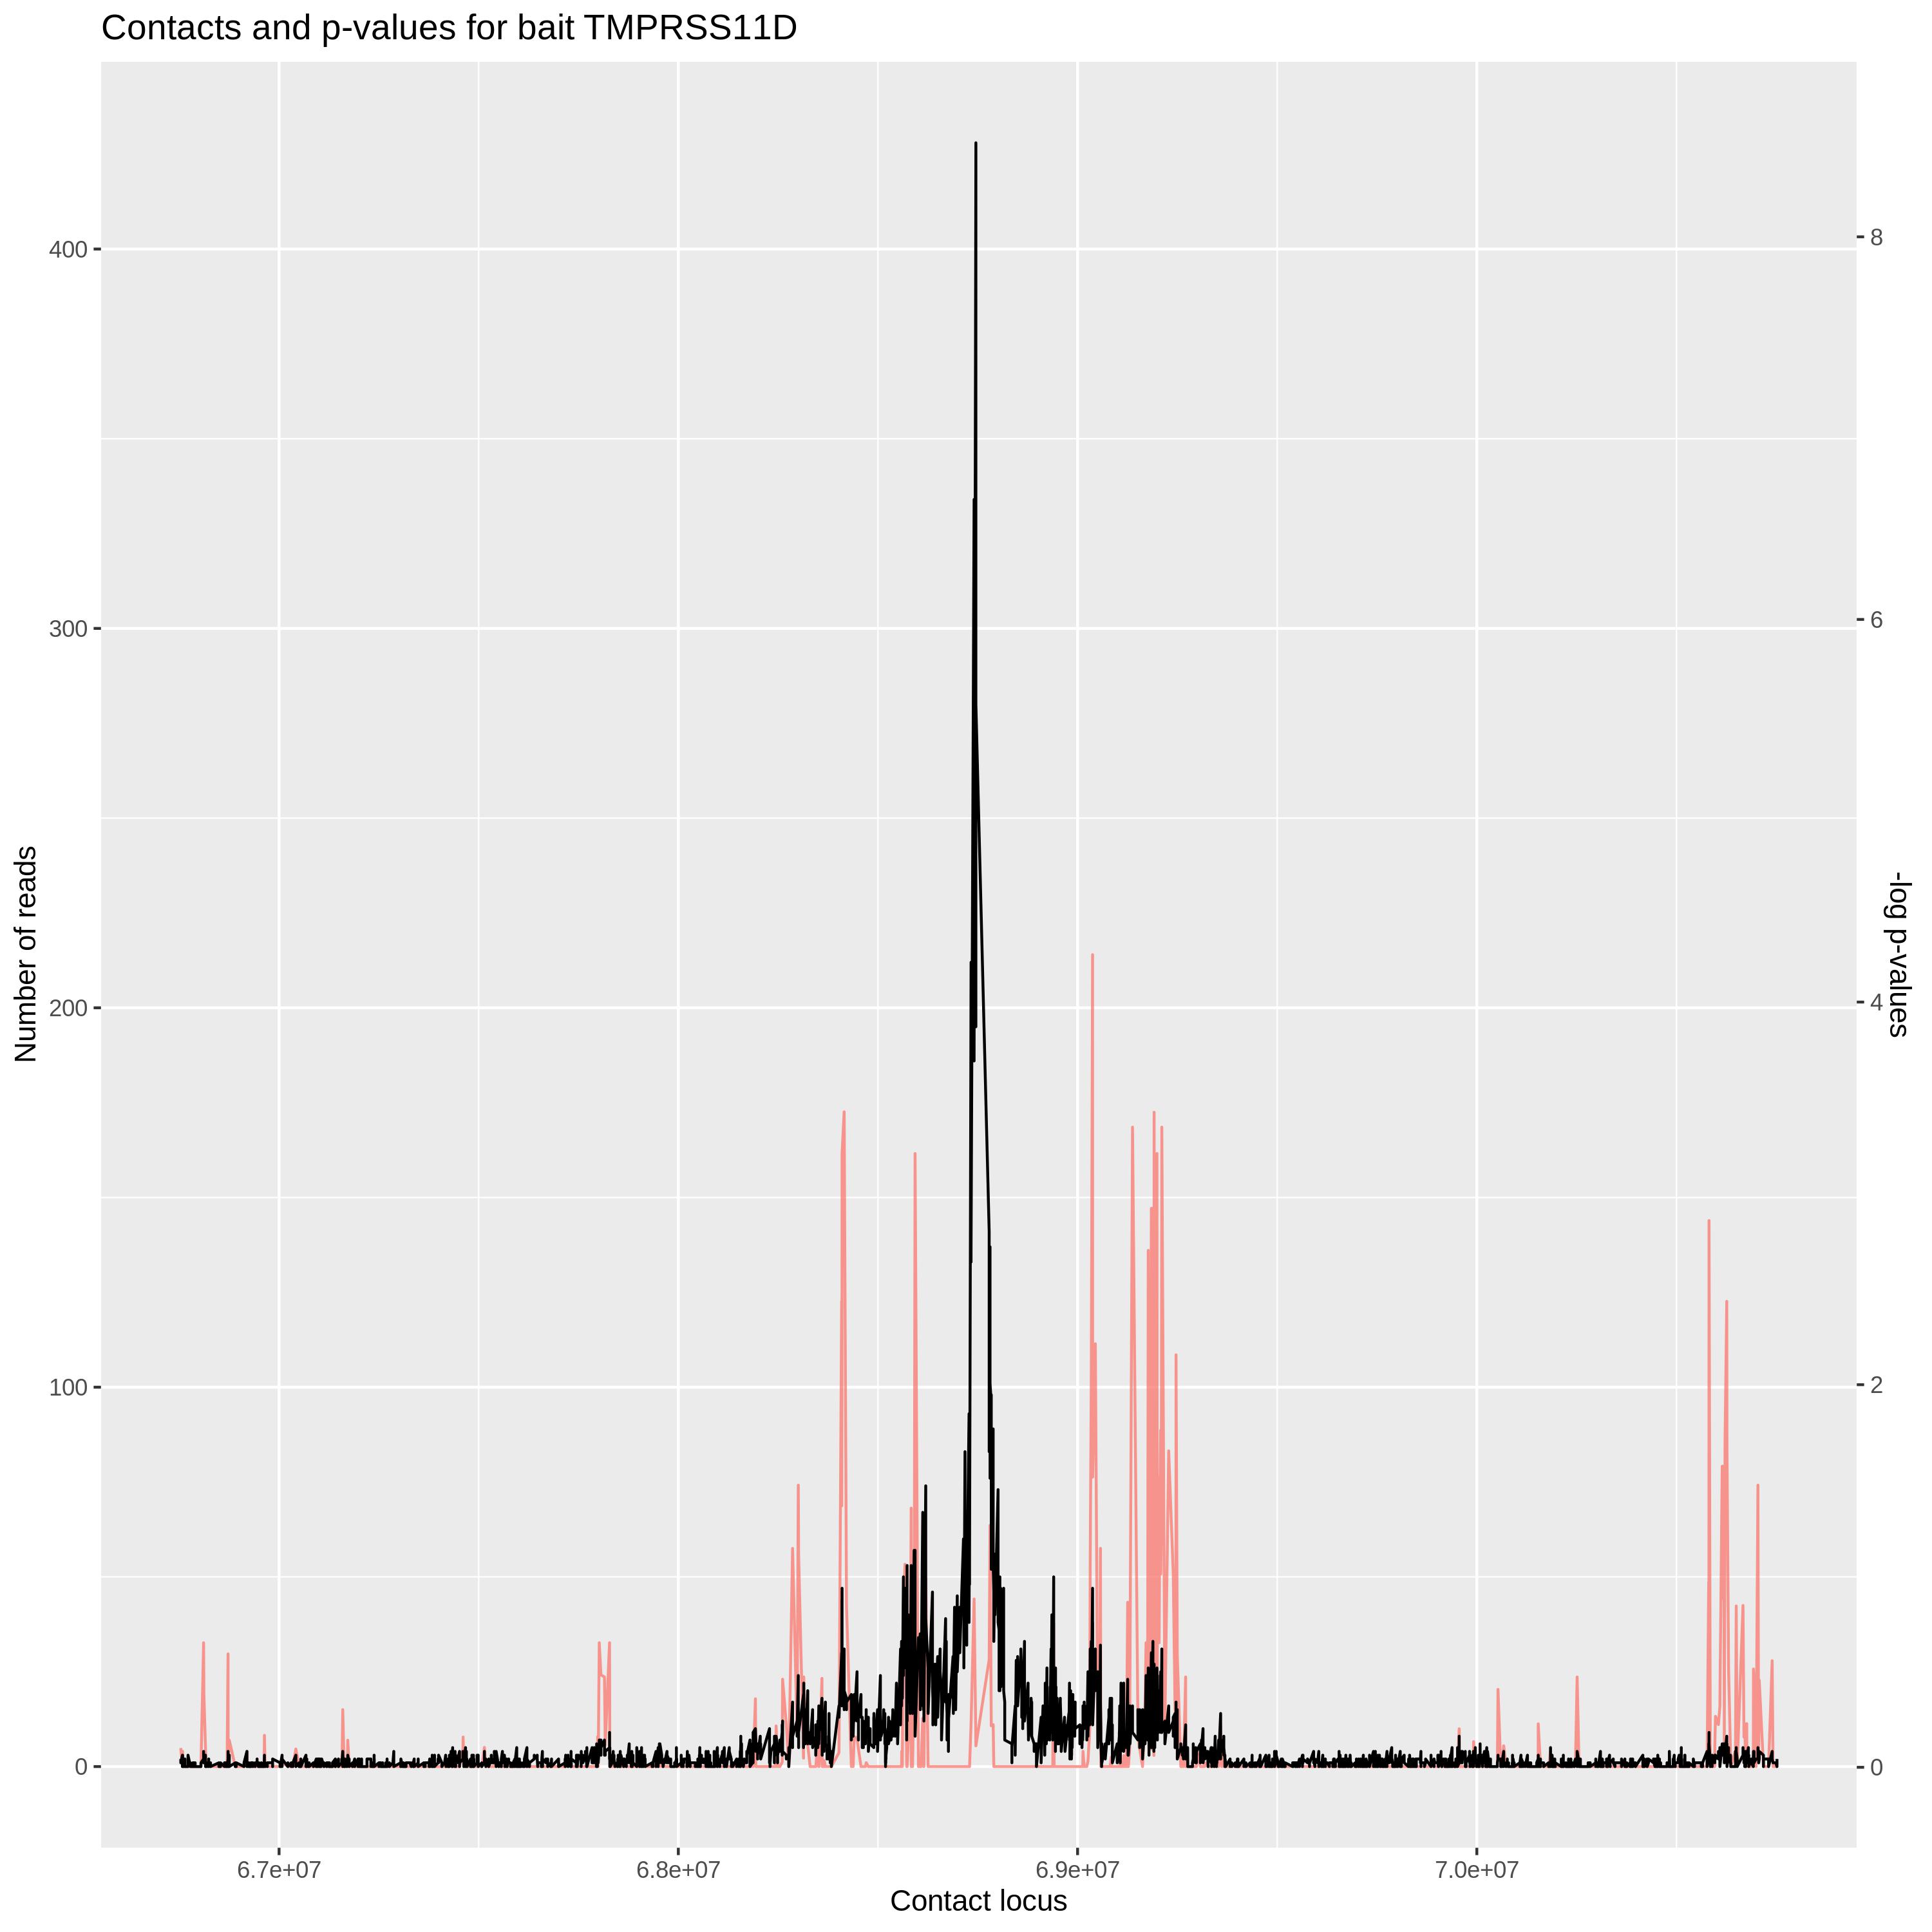 Contacts and p-values for bait TMPRSS11D
400
300
200
100
0
8
6
4
2
0
Number of reads
-log p-values
6.7e+07 6.8e+07 6.9e+07 7.0e+07
Contact locus